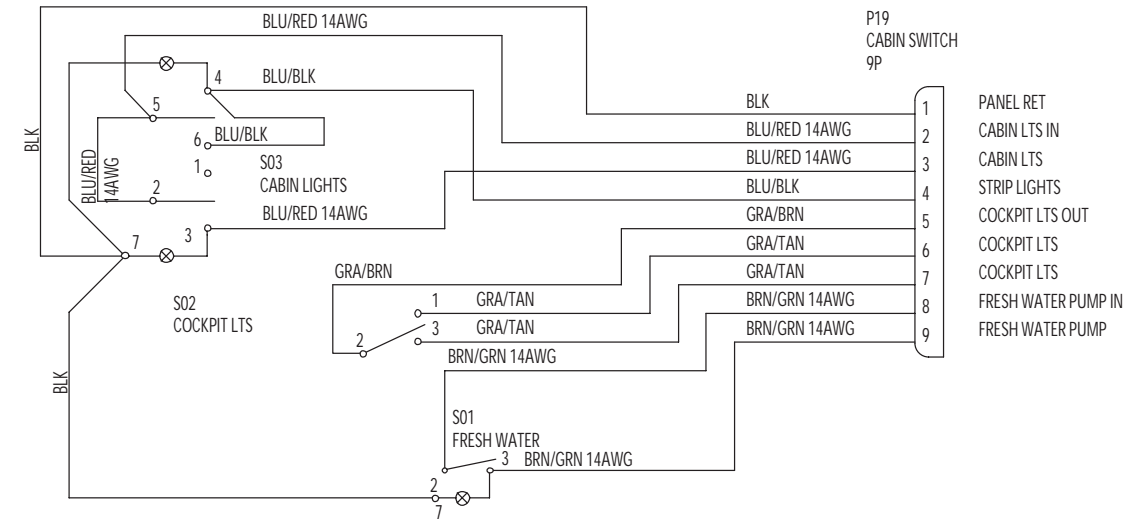 BLU/RED 14AWG
P19
CABIN SWITCH
9P
4
BLU/BLK
5
BLK
1
PANEL RET
BLK
6
BLU/BLK
BLU/RED 14AWG
2
CABIN LTS IN
1
S03
CABIN LIGHTS
BLU/RED
14AWG
BLU/RED 14AWG
3
CABIN LTS
2
BLU/BLK
4
STRIP LIGHTS
BLU/RED 14AWG
GRA/BRN
5
COCKPIT LTS OUT
7
3
GRA/TAN
6
COCKPIT LTS
GRA/BRN
GRA/TAN
7
COCKPIT LTS
S02
COCKPIT LTS
1
GRA/TAN
BRN/GRN 14AWG
8
FRESH WATER PUMP IN
3
GRA/TAN
BRN/GRN 14AWG
9
FRESH WATER PUMP
2
BRN/GRN 14AWG
BLK
S01
FRESH WATER
3
BRN/GRN 14AWG
2
7